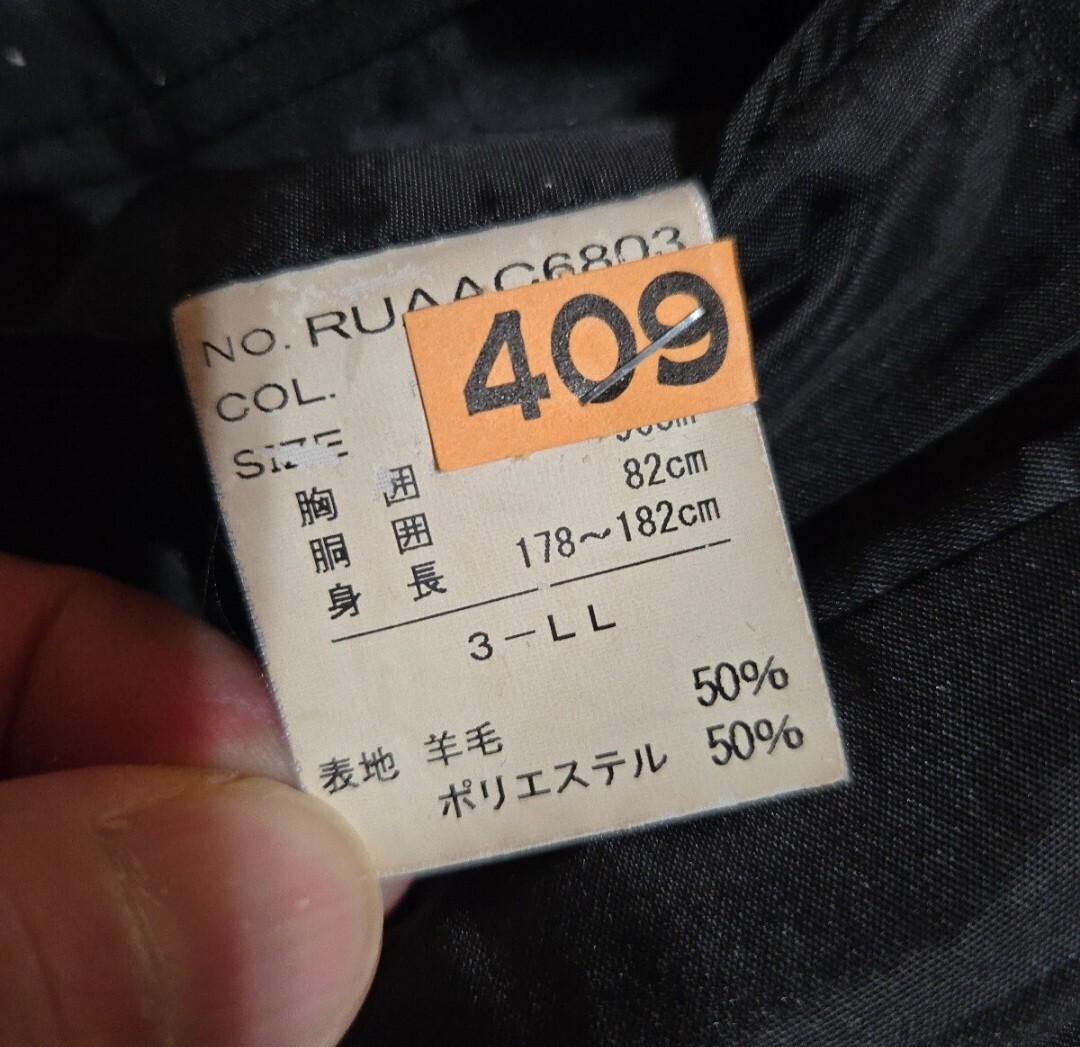 NO. RUAAC6803
409
COL.
SIZE
胸囲
胴囲 82cm
身長 178～182cm
3-LL
表地 羊毛 50%
ポリエステル 50%